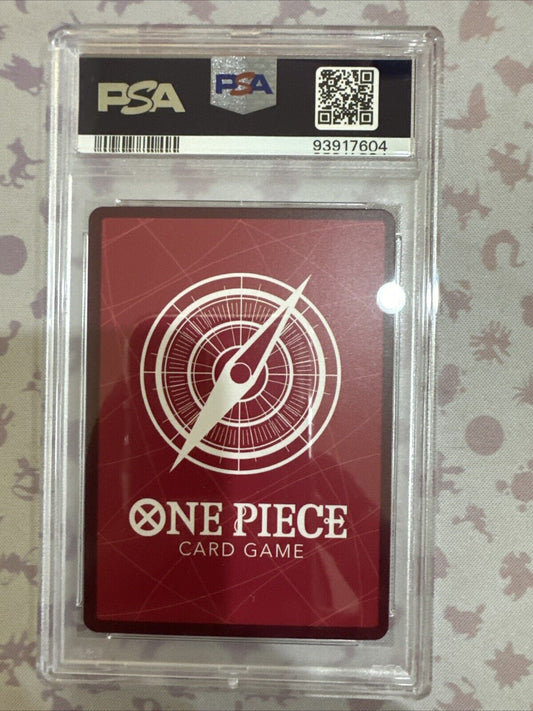 PSA PSA
93917604
ONE PIECE
CARD GAME